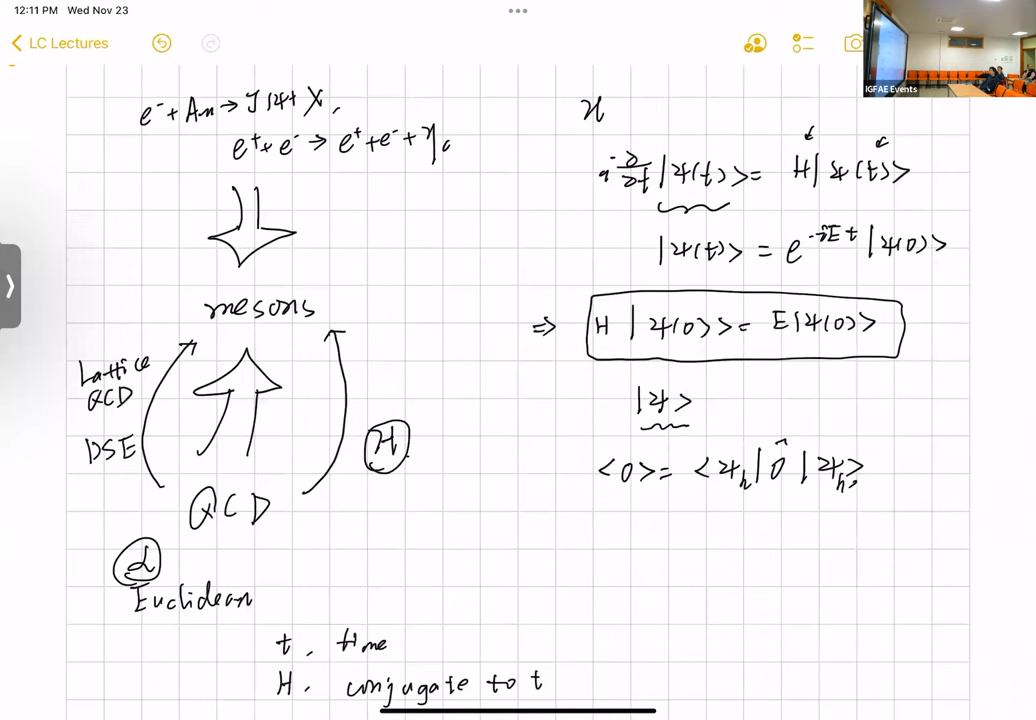 12:11 PM Wed Nov 23
LC Lectures
IGFAE Events
e⁻ + Au → J/ψ + X,
e⁺ + e⁻ → e⁺ + e⁻ + η_c
mesons
Lattice
QCD
DSE
H
QCD
ℒ
Euclidean
t, time
H. conjugate to t
i ∂/∂t |ψ(t)> = H|ψ(t)>
|ψ(t)> = e^{-iEt} |ψ(0)>
⇒ H |ψ(0)> = E|ψ(0)>
|ψ>
<O> = <ψ_h| Ô |ψ_h>